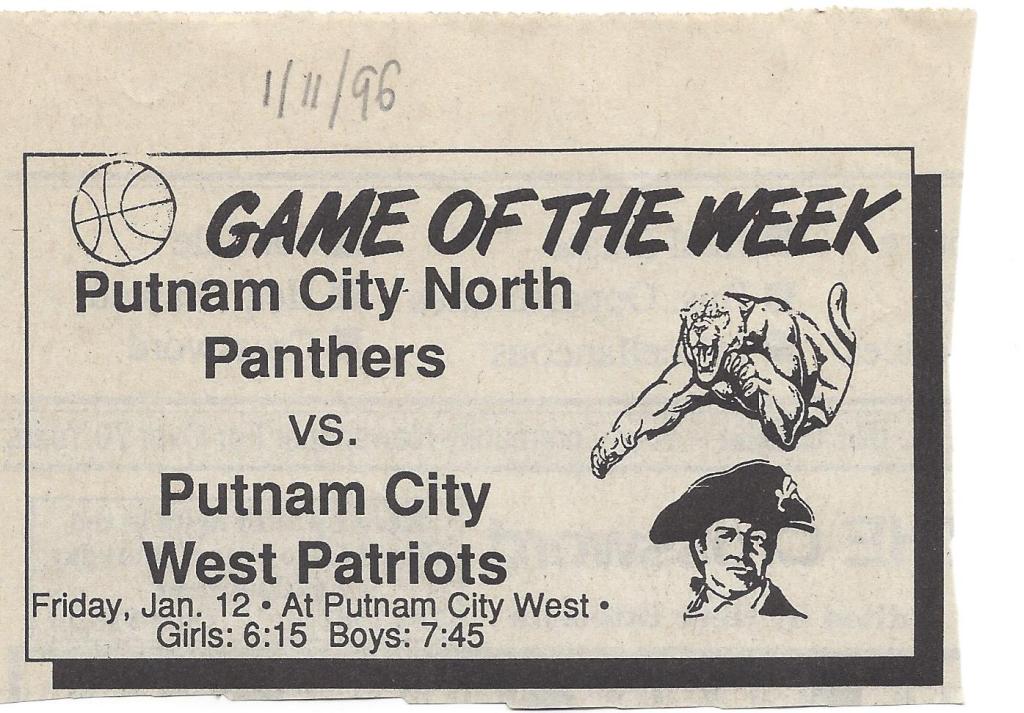 1/11/96
GAME OF THE WEEK
Putnam City North
Panthers
vs.
Putnam City
West Patriots
Friday, Jan. 12 • At Putnam City West •
Girls: 6:15 Boys: 7:45